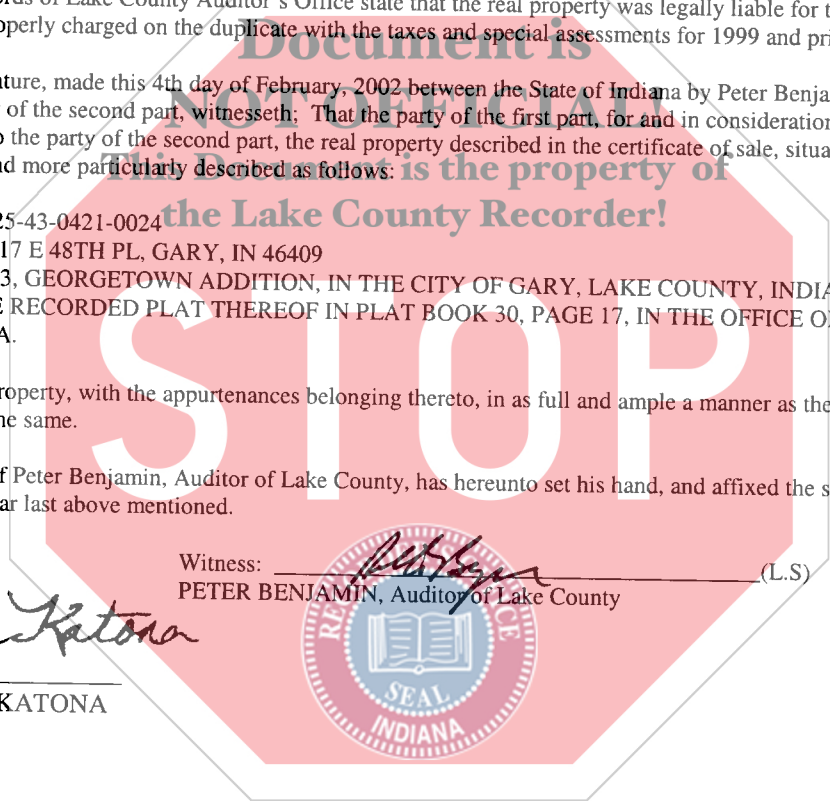 ords of Lake County Auditor's Office state that the real property was legally liable for t
operly charged on the duplicate with the taxes and special assessments for 1999 and pri
Document is
ture, made this 4th day of February, 2002 between the State of Indiana by Peter Benja
NOT OFFICIAL!
of the second part, witnesseth; That the party of the first part, for and in consideration
o the party of the second part, the real property described in the certificate of sale, situa
This Document is the property of
nd more particularly described as follows:
the Lake County Recorder!
25-43-0421-0024
17 E 48TH PL, GARY, IN 46409
3, GEORGETOWN ADDITION, IN THE CITY OF GARY, LAKE COUNTY, INDIA
E RECORDED PLAT THEREOF IN PLAT BOOK 30, PAGE 17, IN THE OFFICE O
A.
STOP
roperty, with the appurtenances belonging thereto, in as full and ample a manner as the
he same.
f Peter Benjamin, Auditor of Lake County, has hereunto set his hand, and affixed the s
ar last above mentioned.
Witness: (L.S)
PETER BENJAMIN, Auditor of Lake County
Katona
KATONA
SEAL
INDIANA